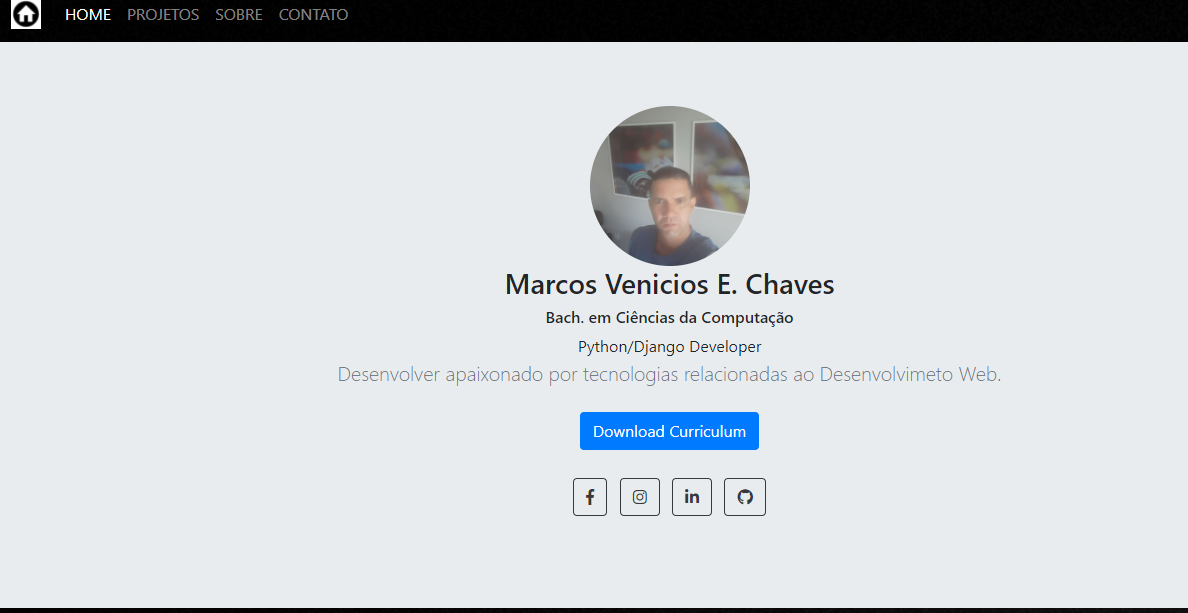 HOME PROJETOS SOBRE CONTATO
Marcos Venicios E. Chaves
Bach. em Ciências da Computação
Python/Django Developer
Desenvolver apaixonado por tecnologias relacionadas ao Desenvolvimeto Web.
Download Curriculum